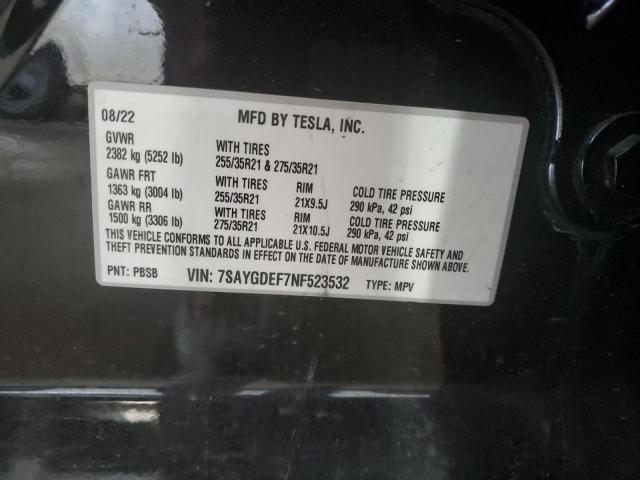 08/22 MFD BY TESLA, INC.
GVWR
2382 kg (5252 lb) WITH TIRES
255/35R21 & 275/35R21
GAWR FRT
1363 kg (3004 lb) WITH TIRES
255/35R21 RIM
21X9.5J COLD TIRE PRESSURE
290 kPa, 42 psi
GAWR RR
1500 kg (3306 lb) WITH TIRES
275/35R21 RIM
21X10.5J COLD TIRE PRESSURE
290 kPa, 42 psi
THIS VEHICLE CONFORMS TO ALL APPLICABLE U.S. FEDERAL MOTOR VEHICLE SAFETY AND
THEFT PREVENTION STANDARDS IN EFFECT ON THE DATE OF MANUFACTURE SHOWN ABOVE.
PNT: PBSB VIN: 7SAYGDEF7NF523532 TYPE: MPV